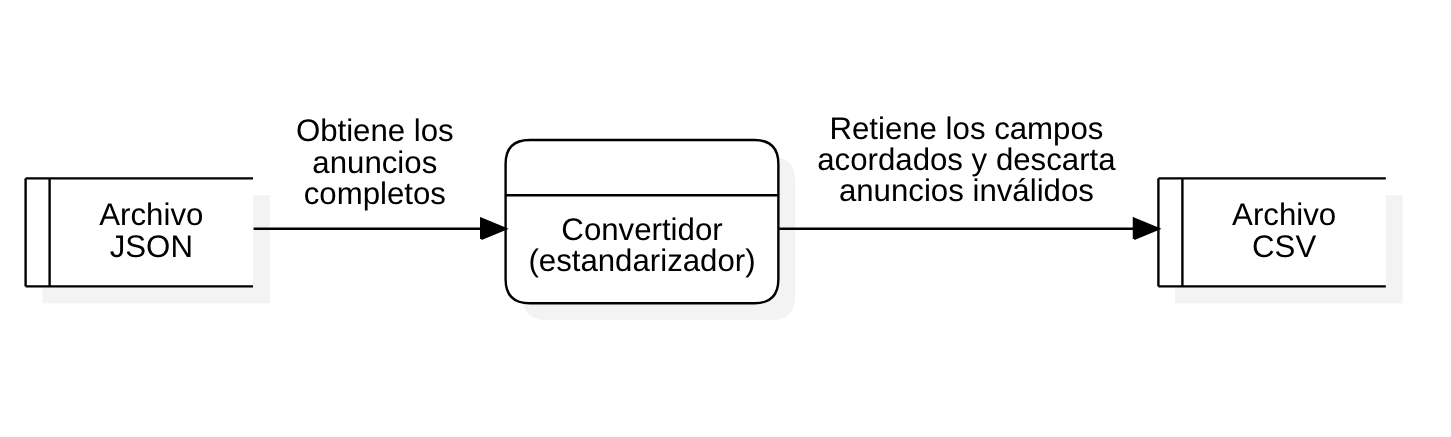 Obtiene los
anuncios
completos
Retiene los campos
acordados y descarta
anuncios inválidos
Archivo
JSON
Convertidor
(estandarizador)
Archivo
CSV